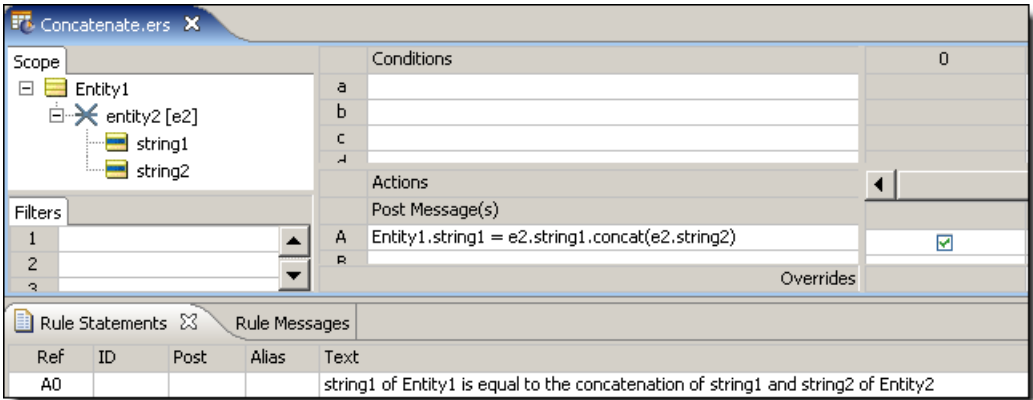 Concatenate.ers
Scope
Entity1
entity2 [e2]
string1
string2
Filters
1
2
3
Conditions 0
a
b
c
d
Actions
Post Message(s)
A Entity1.string1 = e2.string1.concat(e2.string2)
B
Overrides
Rule Statements Rule Messages
Ref ID Post Alias Text
A0 string1 of Entity1 is equal to the concatenation of string1 and string2 of Entity2